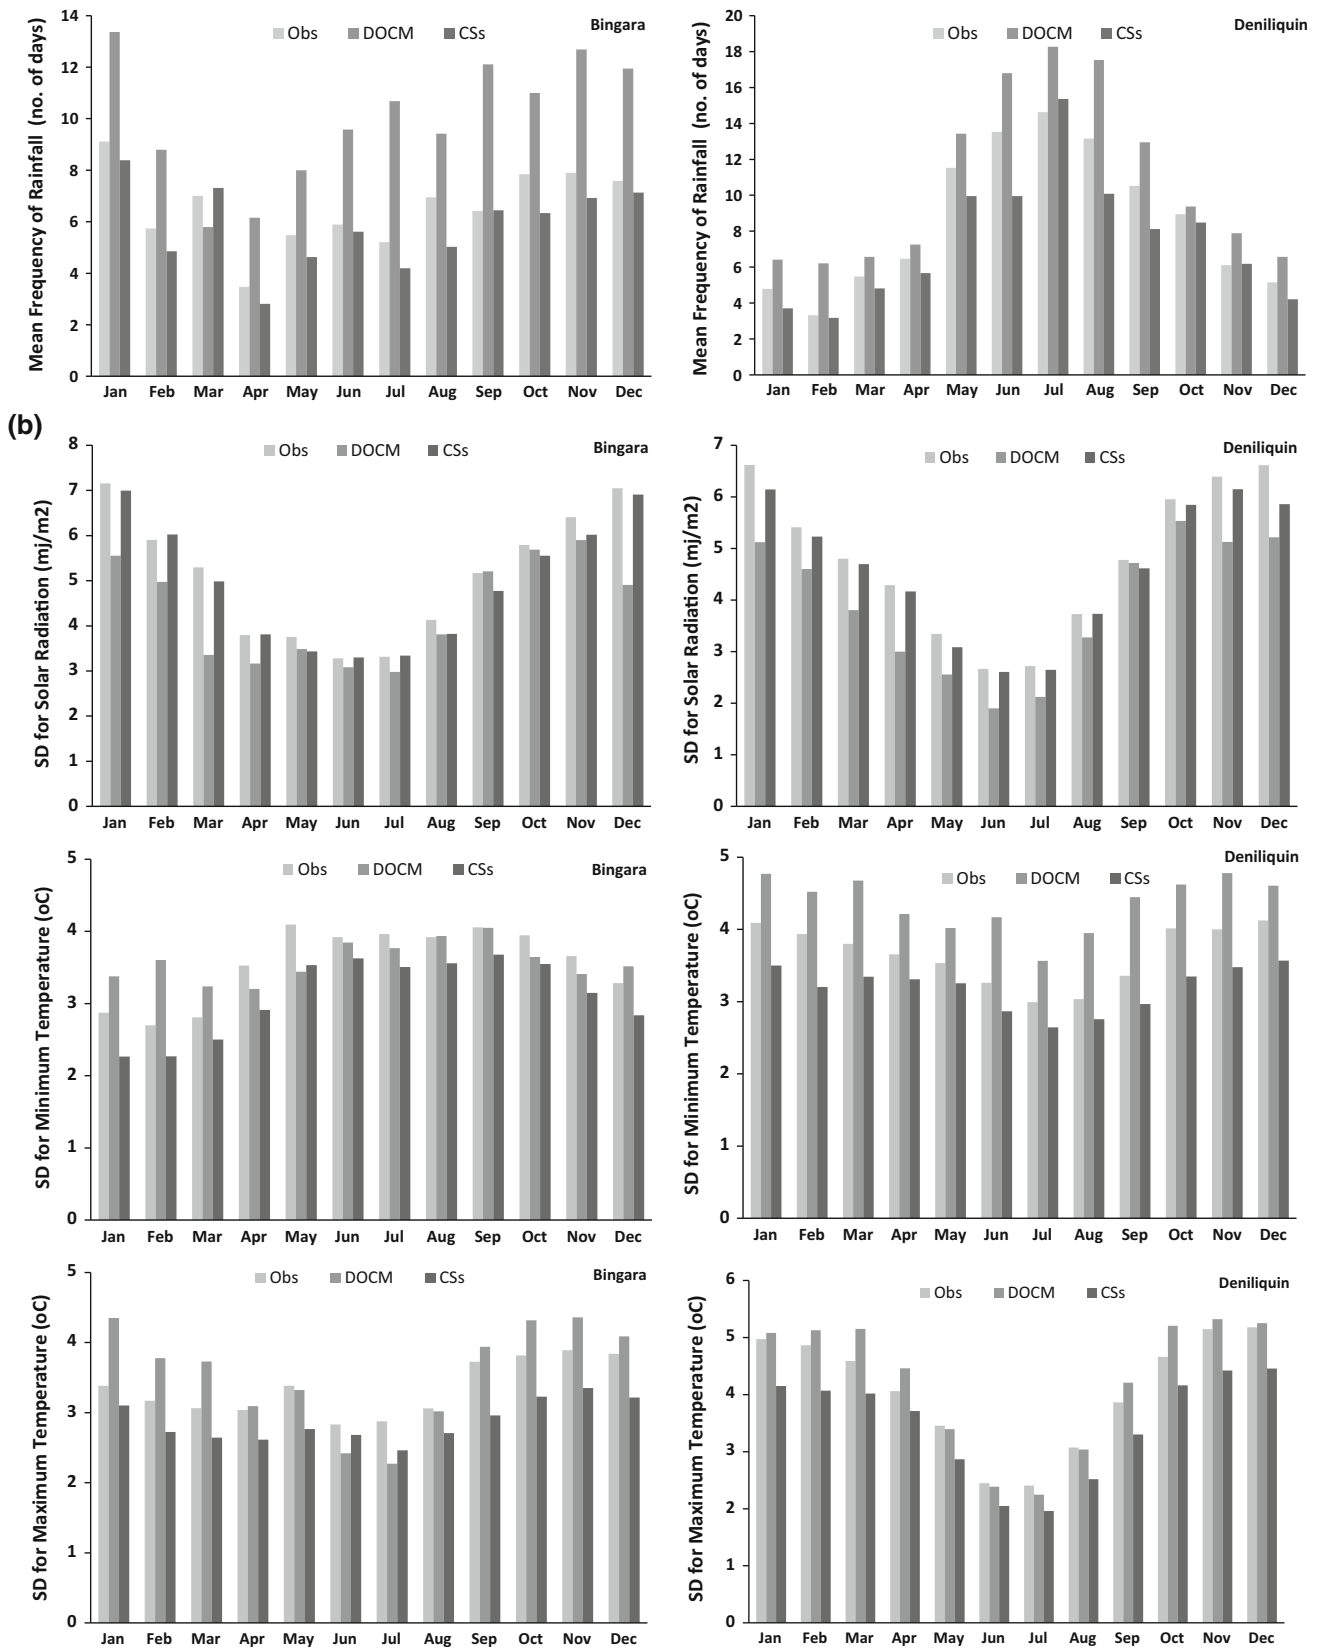 Mean Frequency of Rainfall (no. of days)
14
12
10
8
6
4
2
0
Obs DOCM CSs
Bingara
Jan Feb Mar Apr May Jun Jul Aug Sep Oct Nov Dec
Mean Frequency of Rainfall (no. of days)
20
18
16
14
12
10
8
6
4
2
0
Obs DOCM CSs
Deniliquin
Jan Feb Mar Apr May Jun Jul Aug Sep Oct Nov Dec
(b)
SD for Solar Radiation (mj/m2)
8
7
6
5
4
3
2
1
0
Obs DOCM CSs
Bingara
Jan Feb Mar Apr May Jun Jul Aug Sep Oct Nov Dec
SD for Solar Radiation (mj/m2)
7
6
5
4
3
2
1
0
Obs DOCM CSs
Deniliquin
Jan Feb Mar Apr May Jun Jul Aug Sep Oct Nov Dec
SD for Minimum Temperature (oC)
5
4
3
2
1
0
Obs DOCM CSs
Bingara
Jan Feb Mar Apr May Jun Jul Aug Sep Oct Nov Dec
SD for Minimum Temperature (oC)
5
4
3
2
1
0
Obs DOCM CSs
Deniliquin
Jan Feb Mar Apr May Jun Jul Aug Sep Oct Nov Dec
SD for Maximum Temperature (oC)
5
4
3
2
1
0
Obs DOCM CSs
Bingara
Jan Feb Mar Apr May Jun Jul Aug Sep Oct Nov Dec
SD for Maximum Temperature (oC)
6
5
4
3
2
1
0
Obs DOCM CSs
Deniliquin
Jan Feb Mar Apr May Jun Jul Aug Sep Oct Nov Dec